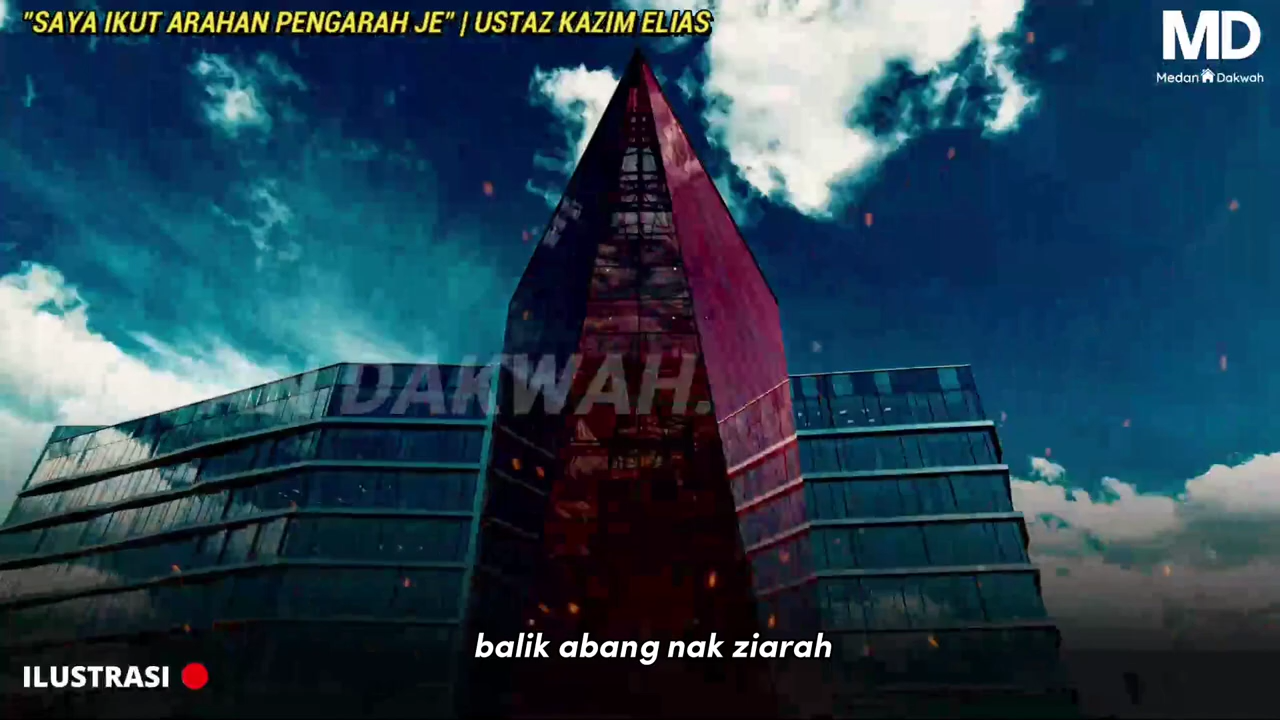 "SAYA IKUT ARAHAN PENGARAH JE" | USTAZ KAZIM ELIAS
MD
Medan Dakwah
N DAKWAH.
balik abang nak ziarah
ILUSTRASI